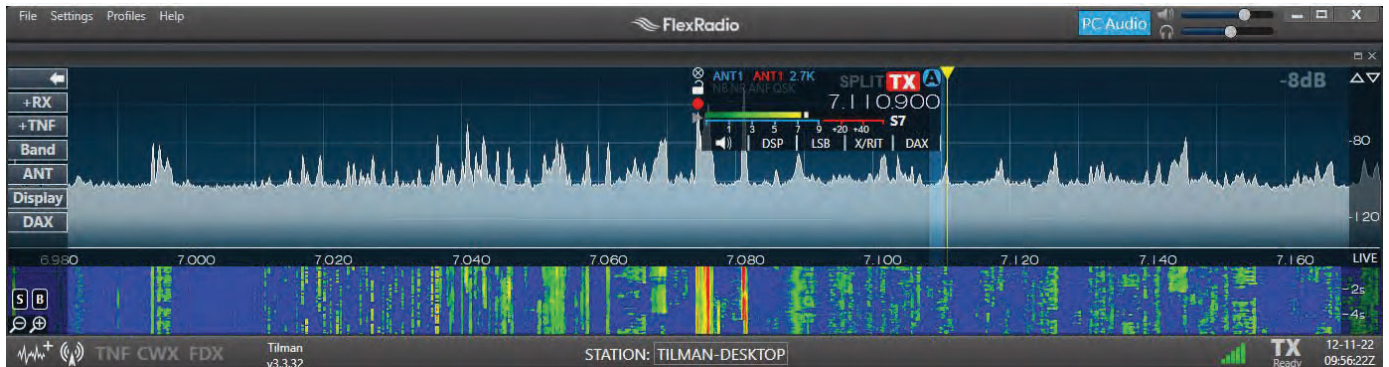 File Settings Profiles Help
FlexRadio
PC Audio
X
+RX
+TNF
Band
ANT
Display
DAX
ANT1 ANT1 2.7K SPLIT TX A
NB NR ANF QSK
7.110.900
1 3 5 7 9 +20 +40 S7
DSP LSB X/RIT DAX
-8dB
-80
-120
6.980 7.000 7.020 7.040 7.060 7.080 7.100 7.120 7.140 7.160 LIVE
S B
-2s
-4s
TNF CWX FDX
Tilman
v3.3.32
STATION: TILMAN-DESKTOP
TX
Ready
12-11-22
09:56:22Z